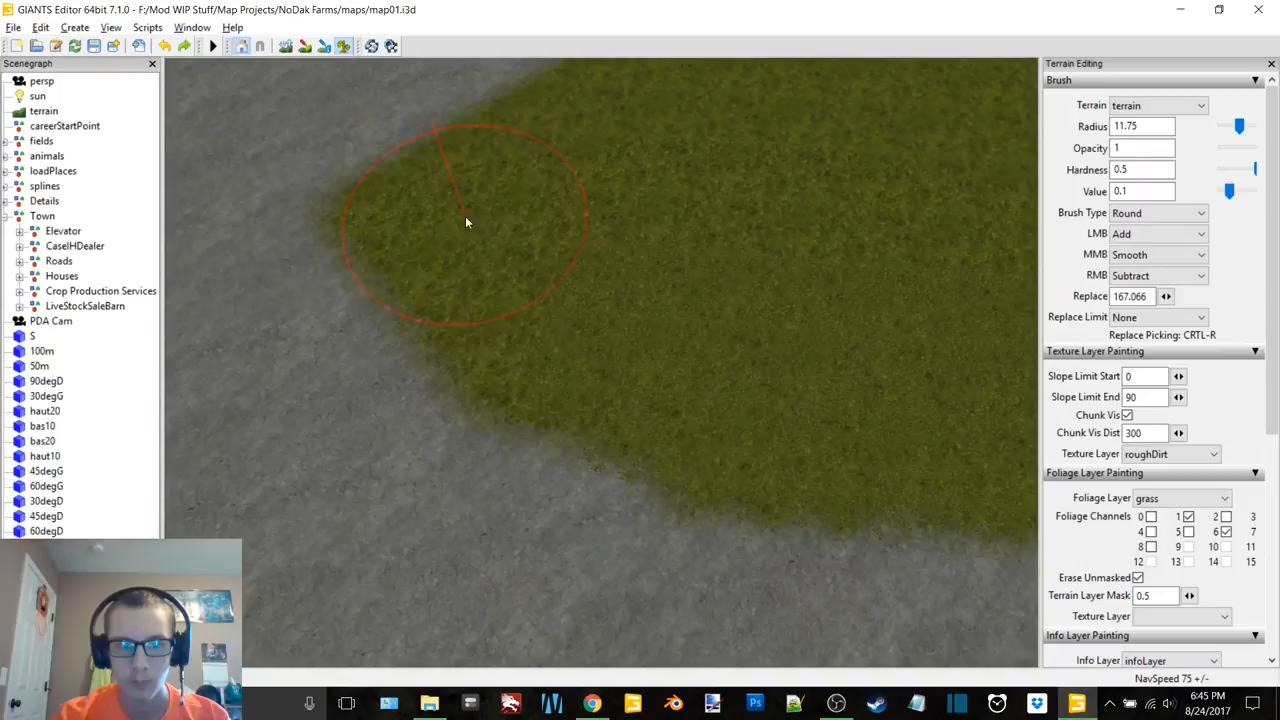 GIANTS Editor 64bit 7.1.0 - F:/Mod WIP Stuff/Map Projects/NoDak Farms/maps/map01.i3d
File Edit Create View Scripts Window Help
Scenegraph
persp
sun
terrain
careerStartPoint
fields
animals
loadPlaces
splines
Details
Town
Elevator
CaseIHDealer
Roads
Houses
Crop Production Services
LiveStockSaleBarn
PDA Cam
S
100m
50m
90degD
30degG
haut20
bas10
bas20
haut10
45degG
60degG
30degD
45degD
60degD
Terrain Editing
Brush
Terrain terrain
Radius 11.75
Opacity 1
Hardness 0.5
Value 0.1
Brush Type Round
LMB Add
MMB Smooth
RMB Subtract
Replace 167.066
Replace Limit None
Replace Picking: CRTL-R
Texture Layer Painting
Slope Limit Start 0
Slope Limit End 90
Chunk Vis
Chunk Vis Dist 300
Texture Layer roughDirt
Foliage Layer Painting
Foliage Layer grass
Foliage Channels 0 1 2 3
4 5 6 7
8 9 10 11
12 13 14 15
Erase Unmasked
Terrain Layer Mask 0.5
Texture Layer
Info Layer Painting
Info Layer infoLayer
NavSpeed 75 +/-
6:45 PM
8/24/2017